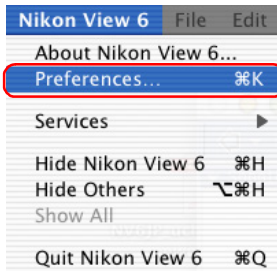 Nikon View 6 File Edit
About Nikon View 6...
Preferences... ⌘K
Services ▶
Hide Nikon View 6 ⌘H
Hide Others ⌥⌘H
Show All
Quit Nikon View 6 ⌘Q